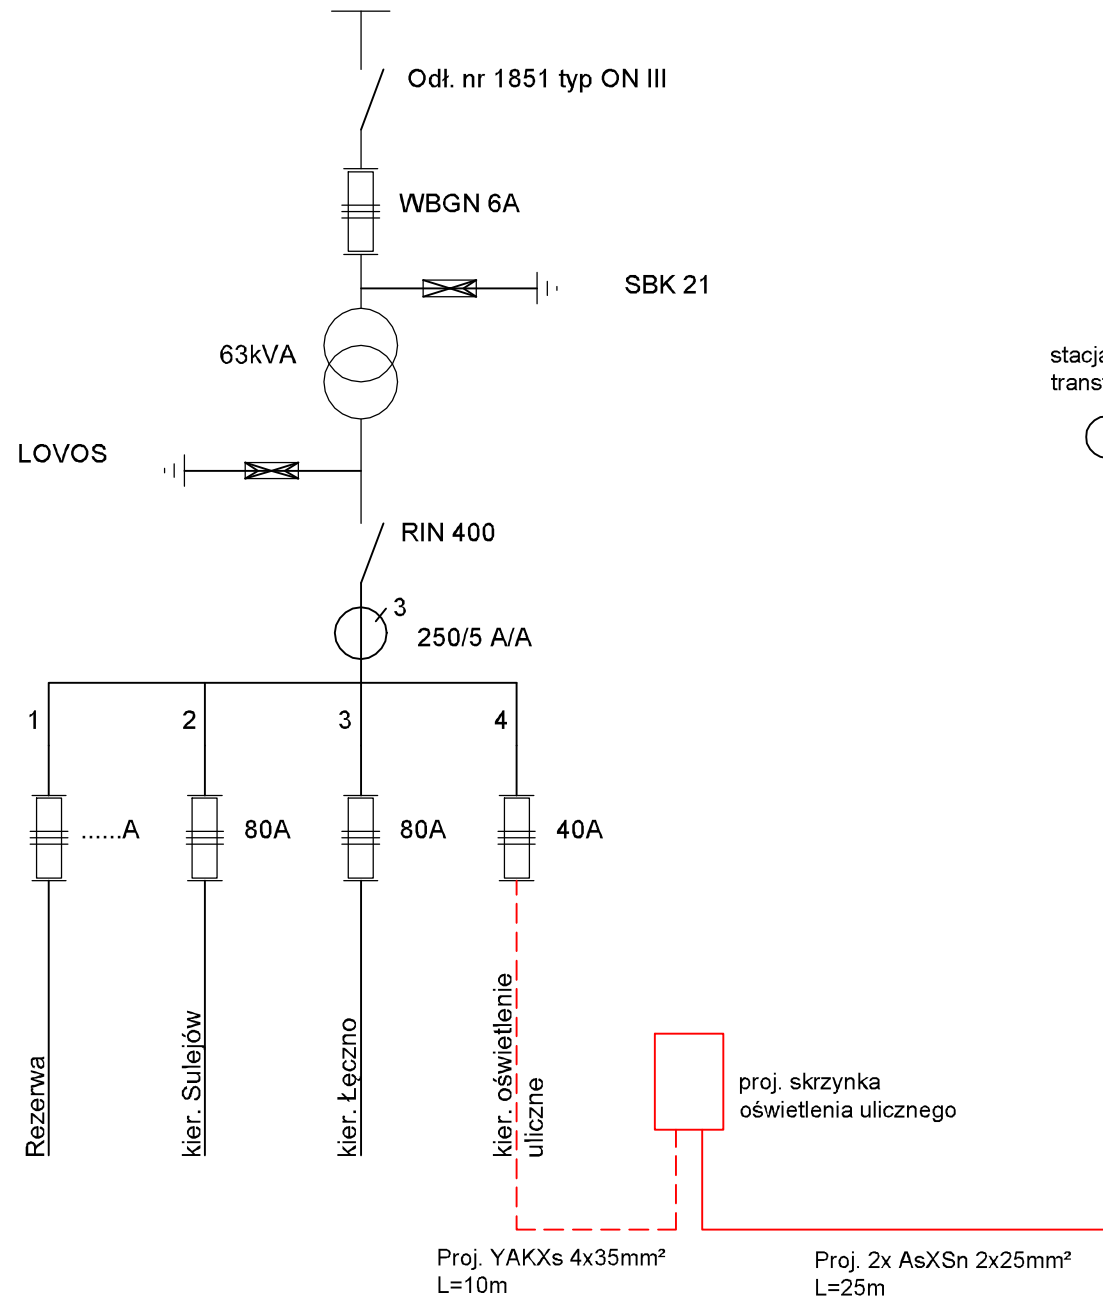 Odł. nr 1851 typ ON III
WBGN 6A
SBK 21
63kVA
stacja
trans
LOVOS
RIN 400
3
250/5 A/A
1
2
3
4
......A
80A
80A
40A
Rezerwa
kier. Sulejów
kier. Łęczno
kier. oświetlenie
uliczne
proj. skrzynka
oświetlenia ulicznego
Proj. YAKXs 4x35mm²
L=10m
Proj. 2x AsXSn 2x25mm²
L=25m